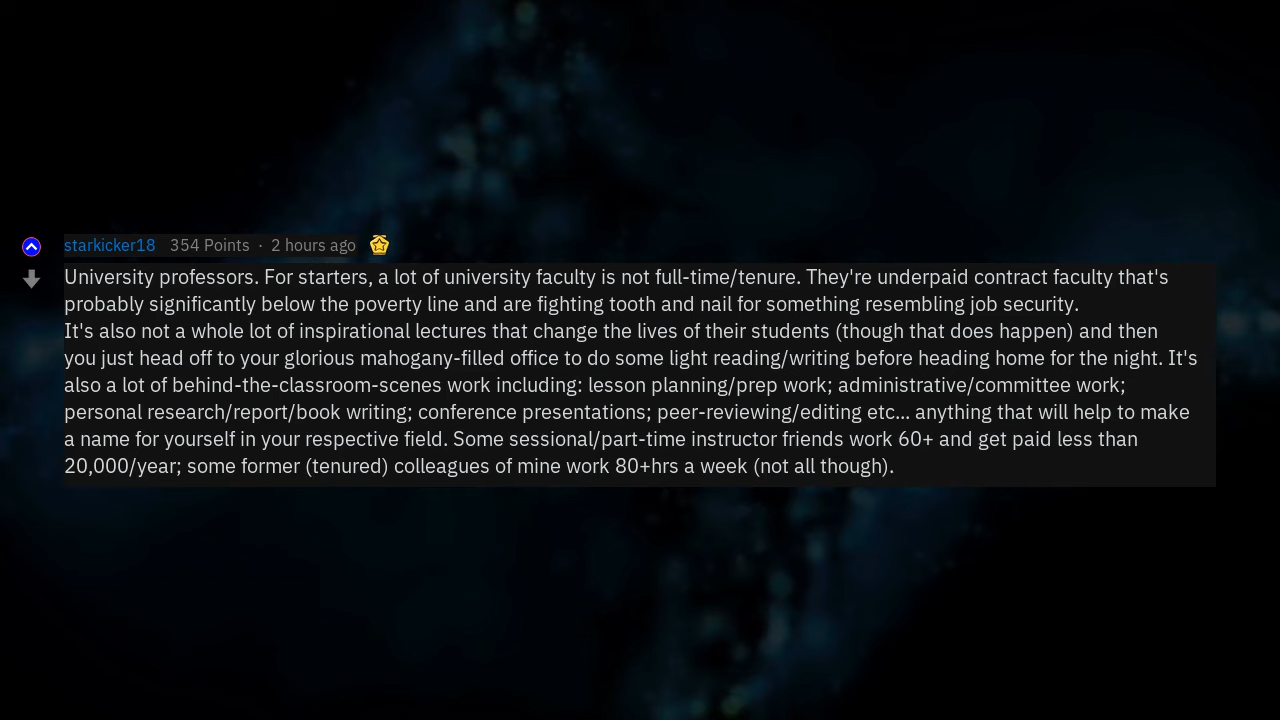 starkicker18 354 Points · 2 hours ago
University professors. For starters, a lot of university faculty is not full-time/tenure. They're underpaid contract faculty that's
probably significantly below the poverty line and are fighting tooth and nail for something resembling job security.
It's also not a whole lot of inspirational lectures that change the lives of their students (though that does happen) and then
you just head off to your glorious mahogany-filled office to do some light reading/writing before heading home for the night. It's
also a lot of behind-the-classroom-scenes work including: lesson planning/prep work; administrative/committee work;
personal research/report/book writing; conference presentations; peer-reviewing/editing etc... anything that will help to make
a name for yourself in your respective field. Some sessional/part-time instructor friends work 60+ and get paid less than
20,000/year; some former (tenured) colleagues of mine work 80+hrs a week (not all though).